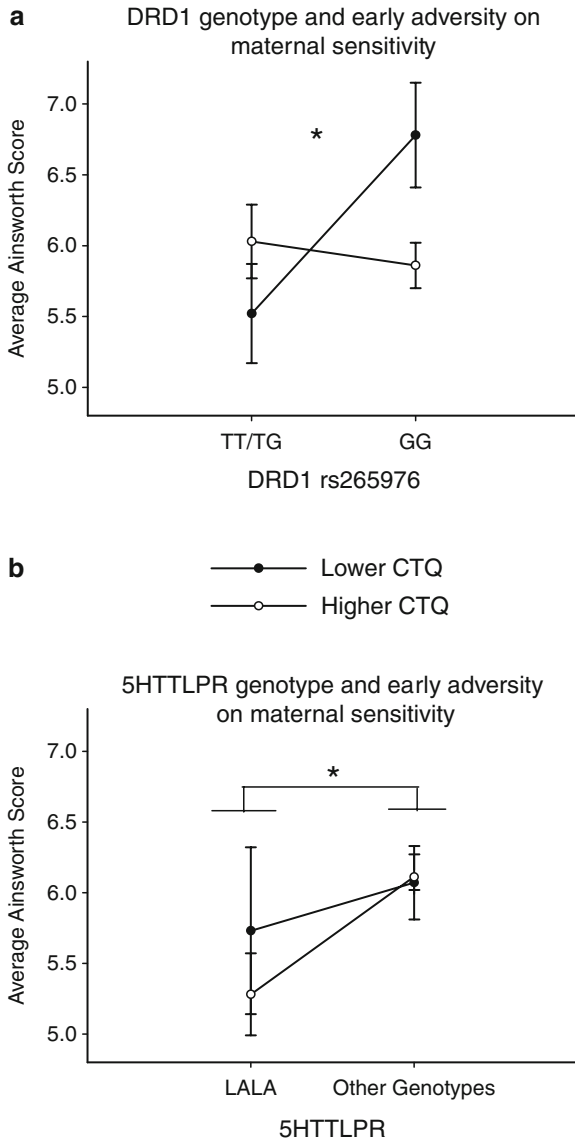 a
DRD1 genotype and early adversity on
maternal sensitivity
7.0
6.5
6.0
5.5
5.0
Average Ainsworth Score
*
TT/TG GG
DRD1 rs265976
b
Lower CTQ
Higher CTQ
5HTTLPR genotype and early adversity
on maternal sensitivity
7.0
6.5
6.0
5.5
5.0
Average Ainsworth Score
*
LALA Other Genotypes
5HTTLPR